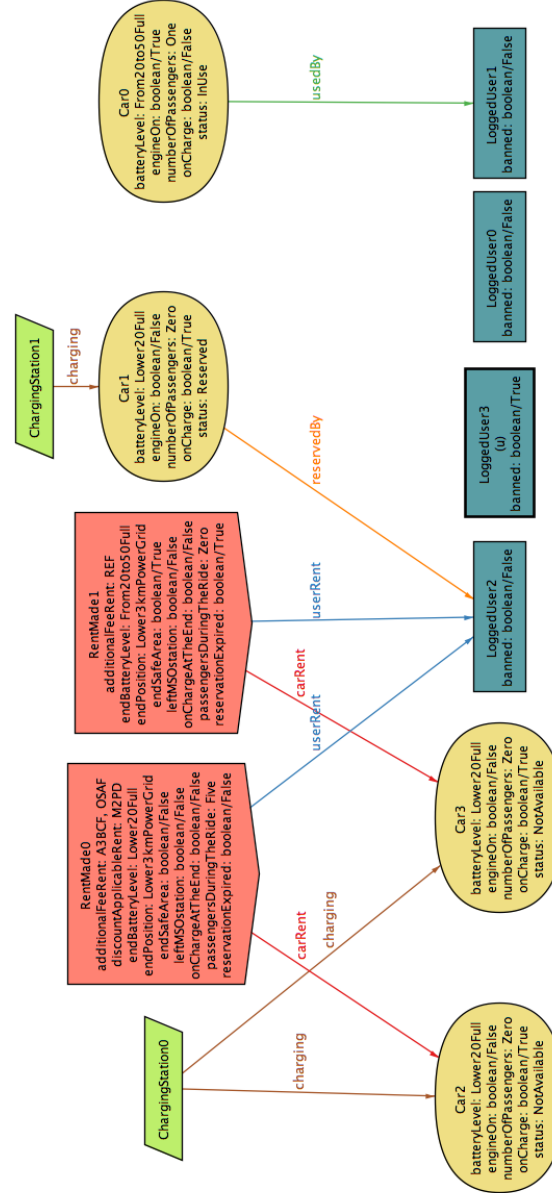 ChargingStation0
ChargingStation1
RentMade0
additionalFeeRent: A3BCF, OSAF
discountApplicableRent: M2PD
endBatteryLevel: Lower20Full
endPosition: Lower3kmPowerGrid
endSafeArea: boolean/False
leftMSOstation: boolean/False
onChargeAtTheEnd: boolean/False
passengersDuringTheRide: Five
reservationExpired: boolean/False
RentMade1
additionalFeeRent: REF
endBatteryLevel: From20to50Full
endPosition: Lower3kmPowerGrid
endSafeArea: boolean/True
leftMSOstation: boolean/False
onChargeAtTheEnd: boolean/False
passengersDuringTheRide: Zero
reservationExpired: boolean/True
charging
Car1
batteryLevel: Lower20Full
engineOn: boolean/False
numberOfPassengers: Zero
onCharge: boolean/True
status: Reserved
Car0
batteryLevel: From20to50Full
engineOn: boolean/True
numberOfPassengers: One
onCharge: boolean/False
status: InUse
charging
carRent
charging
userRent
carRent
userRent
reservedBy
usedBy
Car2
batteryLevel: Lower20Full
engineOn: boolean/False
numberOfPassengers: Zero
onCharge: boolean/True
status: NotAvailable
Car3
batteryLevel: Lower20Full
engineOn: boolean/False
numberOfPassengers: Zero
onCharge: boolean/True
status: NotAvailable
LoggedUser2
banned: boolean/False
LoggedUser3
(u)
banned: boolean/True
LoggedUser0
banned: boolean/False
LoggedUser1
banned: boolean/False